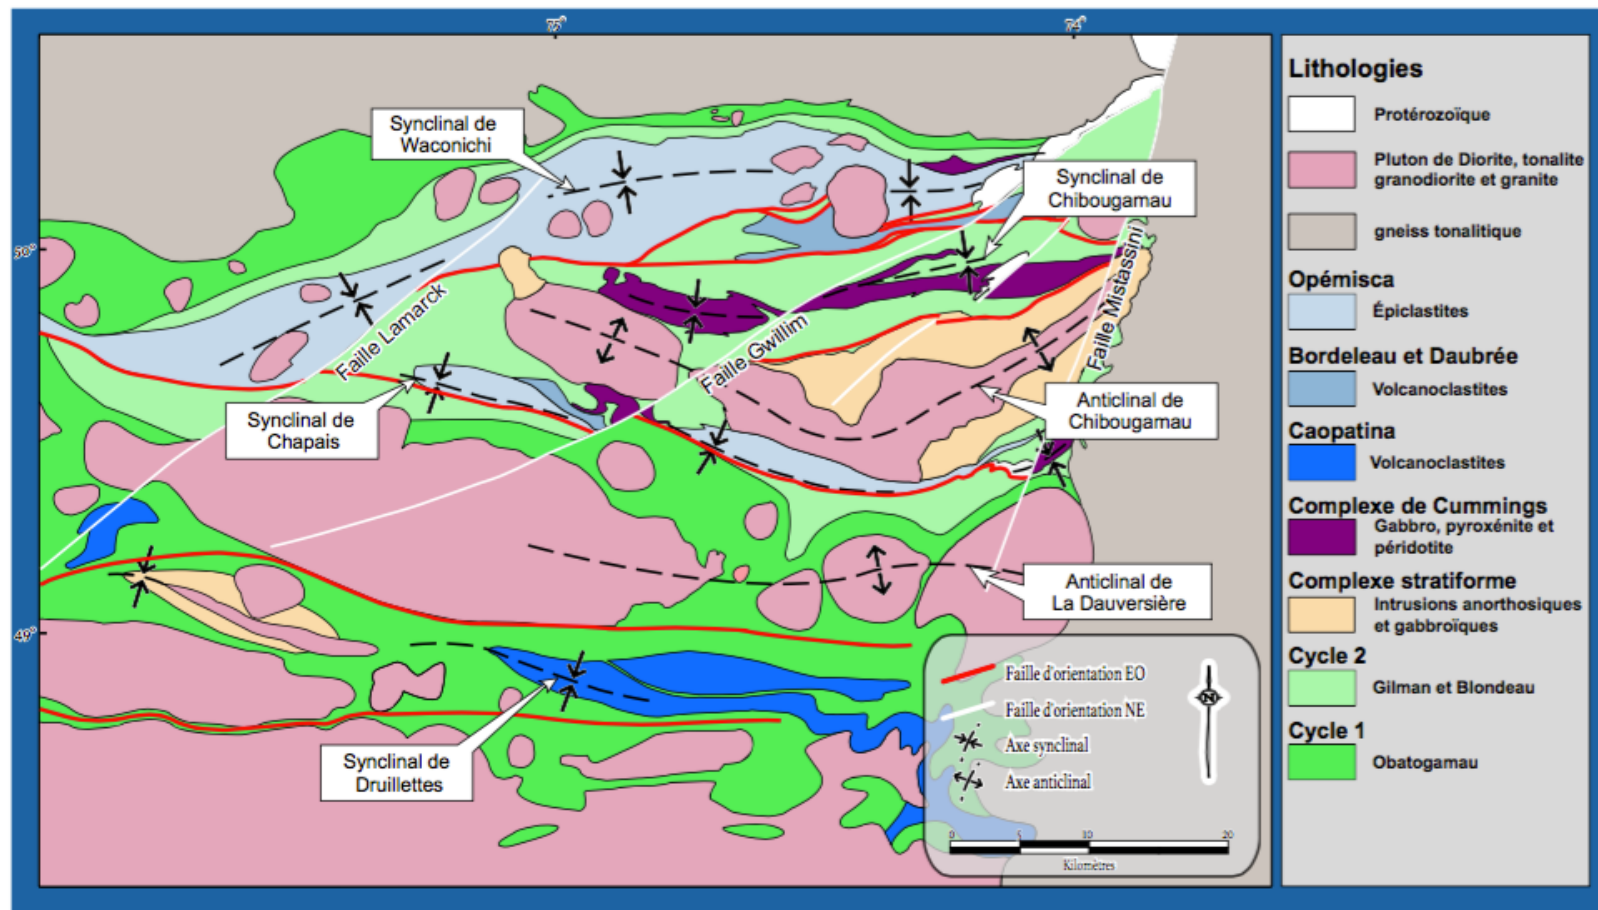 75°
74°
50°
49°
Synclinal de
Waconichi
Synclinal de
Chibougamau
Faille Lamarck
Faille Gwillim
Faille Mistassini
Synclinal de
Chapais
Anticlinal de
Chibougamau
Anticlinal de
La Dauversière
Synclinal de
Druillettes
Faille d'orientation EO
Faille d'orientation NE
Axe synclinal
Axe anticlinal
N
0 5 10 20
Kilomètres
Lithologies
Protérozoïque
Pluton de Diorite, tonalite
granodiorite et granite
gneiss tonalitique
Opémisca
Épiclastites
Bordeleau et Daubrée
Volcanoclastites
Caopatina
Volcanoclastites
Complexe de Cummings
Gabbro, pyroxénite et
péridotite
Complexe stratiforme
Intrusions anorthosiques
et gabbroïques
Cycle 2
Gilman et Blondeau
Cycle 1
Obatogamau